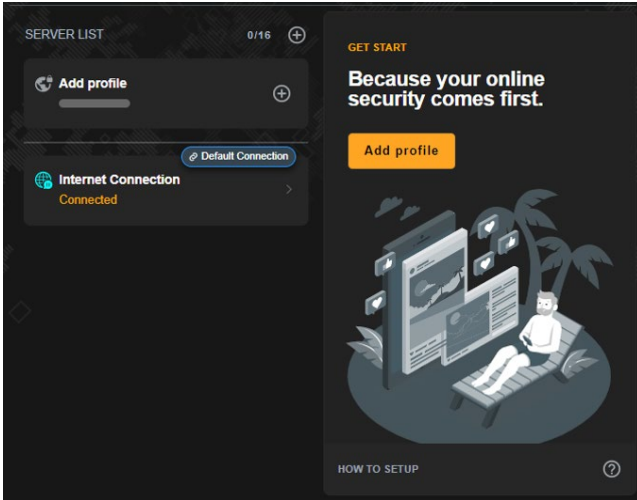 SERVER LIST
0/16
Add profile
Default Connection
Internet Connection
Connected
GET START
Because your online
security comes first.
Add profile
HOW TO SETUP
?